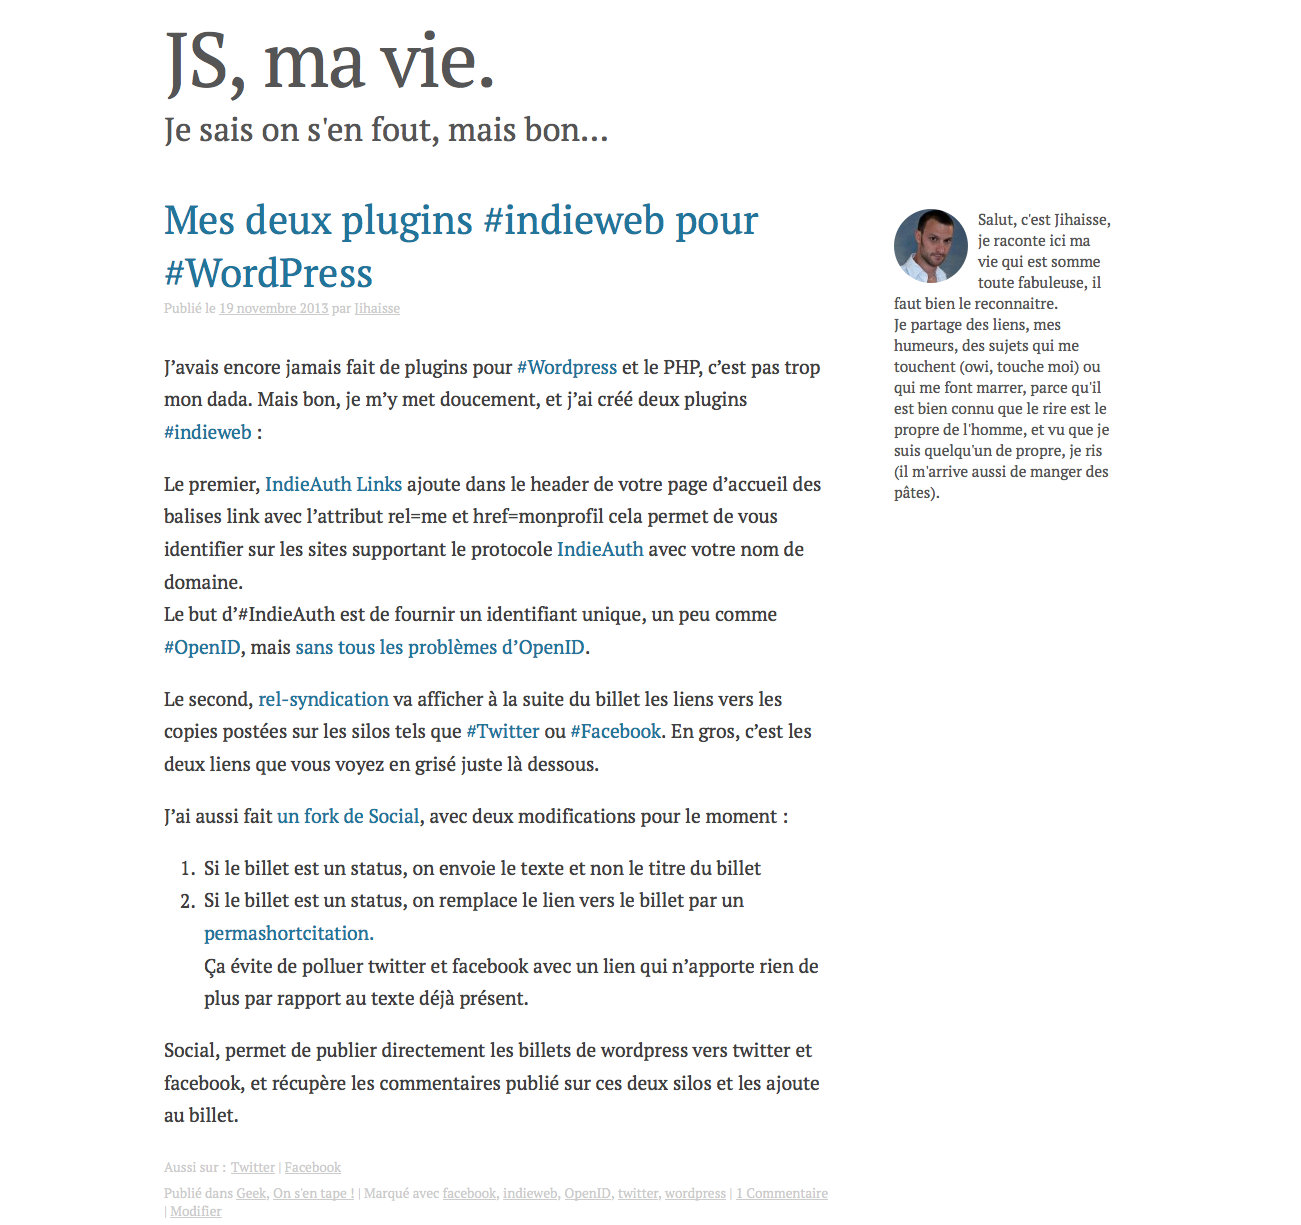 JS, ma vie.
Je sais on s'en fout, mais bon...
Mes deux plugins #indieweb pour
#WordPress
Publié le 19 novembre 2013 par Jihaisse
J’avais encore jamais fait de plugins pour #Wordpress et le PHP, c’est pas trop
mon dada. Mais bon, je m’y met doucement, et j’ai créé deux plugins
#indieweb :
Le premier, IndieAuth Links ajoute dans le header de votre page d’accueil des
balises link avec l’attribut rel=me et href=monprofil cela permet de vous
identifier sur les sites supportant le protocole IndieAuth avec votre nom de
domaine.
Le but d’#IndieAuth est de fournir un identifiant unique, un peu comme
#OpenID, mais sans tous les problèmes d’OpenID.
Le second, rel-syndication va afficher à la suite du billet les liens vers les
copies postées sur les silos tels que #Twitter ou #Facebook. En gros, c’est les
deux liens que vous voyez en grisé juste là dessous.
J’ai aussi fait un fork de Social, avec deux modifications pour le moment :
1. Si le billet est un status, on envoie le texte et non le titre du billet
2. Si le billet est un status, on remplace le lien vers le billet par un
permashortcitation.
Ça évite de polluer twitter et facebook avec un lien qui n’apporte rien de
plus par rapport au texte déjà présent.
Social, permet de publier directement les billets de wordpress vers twitter et
facebook, et récupère les commentaires publié sur ces deux silos et les ajoute
au billet.
Aussi sur : Twitter | Facebook
Publié dans Geek, On s'en tape ! | Marqué avec facebook, indieweb, OpenID, twitter, wordpress | 1 Commentaire
| Modifier
Salut, c'est Jihaisse,
je raconte ici ma
vie qui est somme
toute fabuleuse, il
faut bien le reconnaitre.
Je partage des liens, mes
humeurs, des sujets qui me
touchent (owi, touche moi) ou
qui me font marrer, parce qu'il
est bien connu que le rire est le
propre de l'homme, et vu que je
suis quelqu'un de propre, je ris
(il m'arrive aussi de manger des
pâtes).